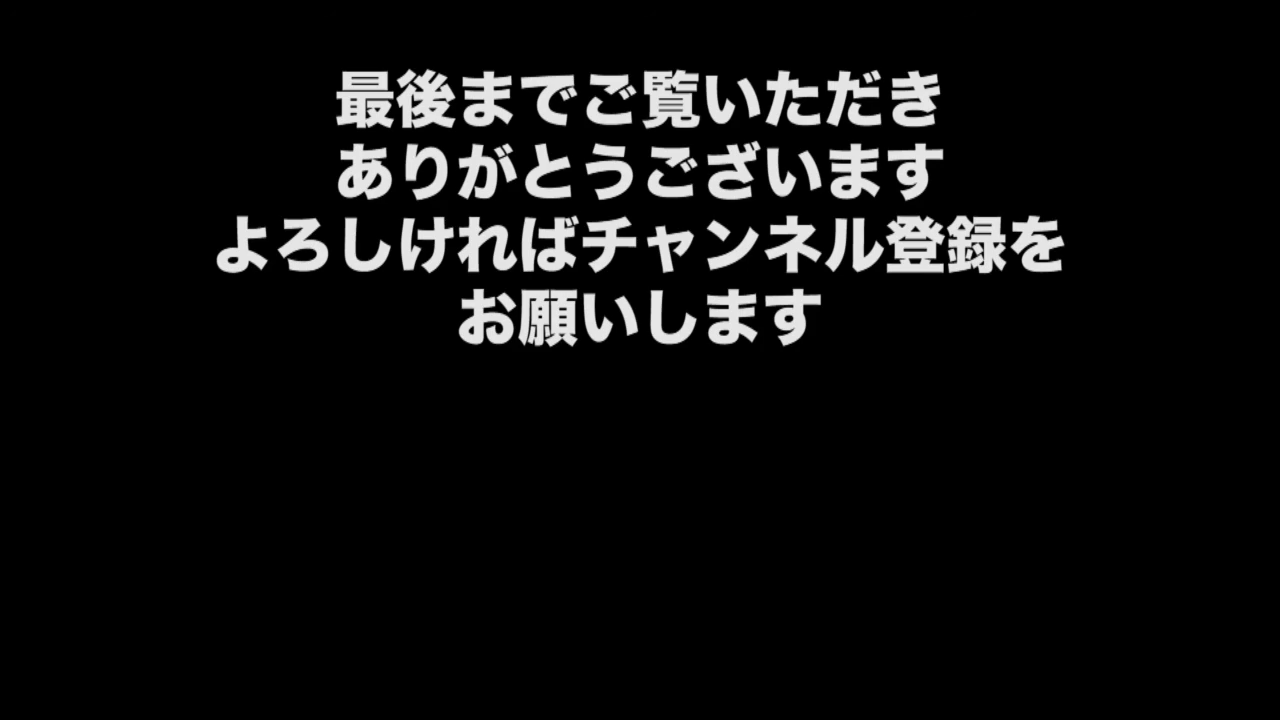 最後までご覧いただき
ありがとうございます
よろしければチャンネル登録を
お願いします